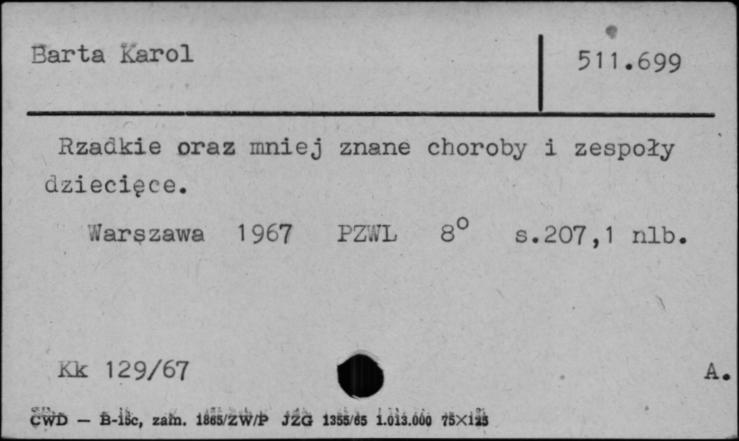 Barta Karol
511.699
Rzadkie oraz mniej znane choroby i zespoły
dziecięce.
Warszawa 1967 PZWL 8° s.207,1 nlb.
Kk 129/67
A.
CWD — B-15c, zam. 1865/ZW/P JZG 1355/65 1.013.000 75×125